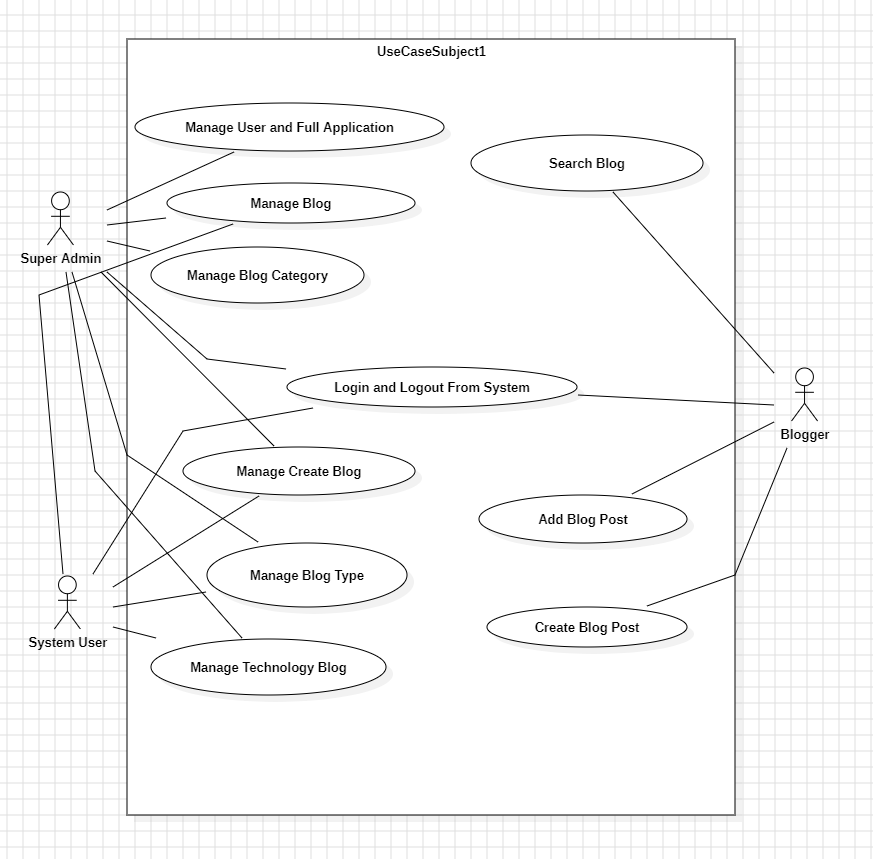 UseCaseSubject1
Manage User and Full Application
Search Blog
Manage Blog
Super Admin
Manage Blog Category
Login and Logout From System
Blogger
Manage Create Blog
Add Blog Post
Manage Blog Type
System User
Create Blog Post
Manage Technology Blog